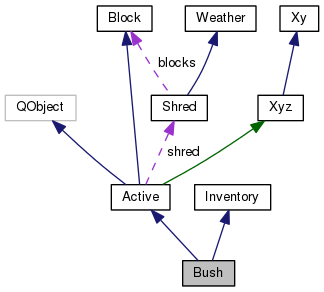 Block
Weather
Xy
blocks
QObject
Shred
Xyz
shred
Active
Inventory
Bush